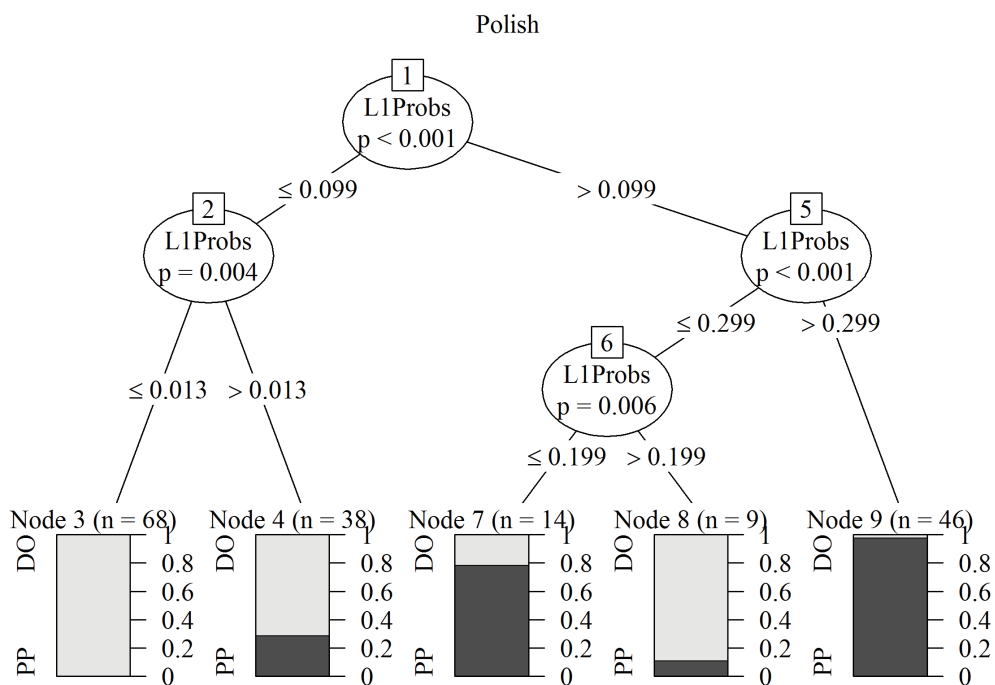 Polish
1
L1Probs
p < 0.001
≤ 0.099
> 0.099
2
L1Probs
p = 0.004
5
L1Probs
p < 0.001
≤ 0.299
> 0.299
6
L1Probs
p = 0.006
≤ 0.013
> 0.013
≤ 0.199
> 0.199
Node 3 (n = 68)
DO
PP
1
0.8
0.6
0.4
0.2
0
Node 4 (n = 38)
DO
PP
1
0.8
0.6
0.4
0.2
0
Node 7 (n = 14)
DO
PP
1
0.8
0.6
0.4
0.2
0
Node 8 (n = 9)
DO
PP
1
0.8
0.6
0.4
0.2
0
Node 9 (n = 46)
DO
PP
1
0.8
0.6
0.4
0.2
0